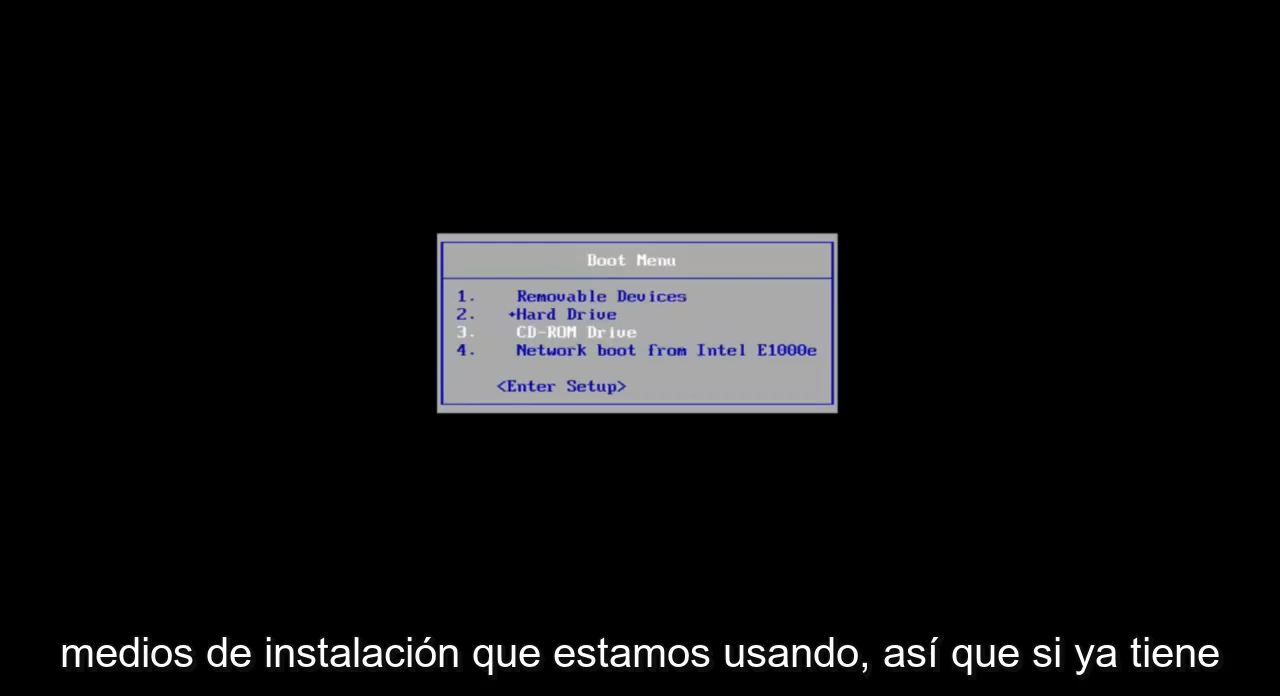 Boot Menu
1. Removable Devices
2. +Hard Drive
3. CD-ROM Drive
4. Network boot from Intel E1000e
<Enter Setup>
medios de instalación que estamos usando, así que si ya tiene